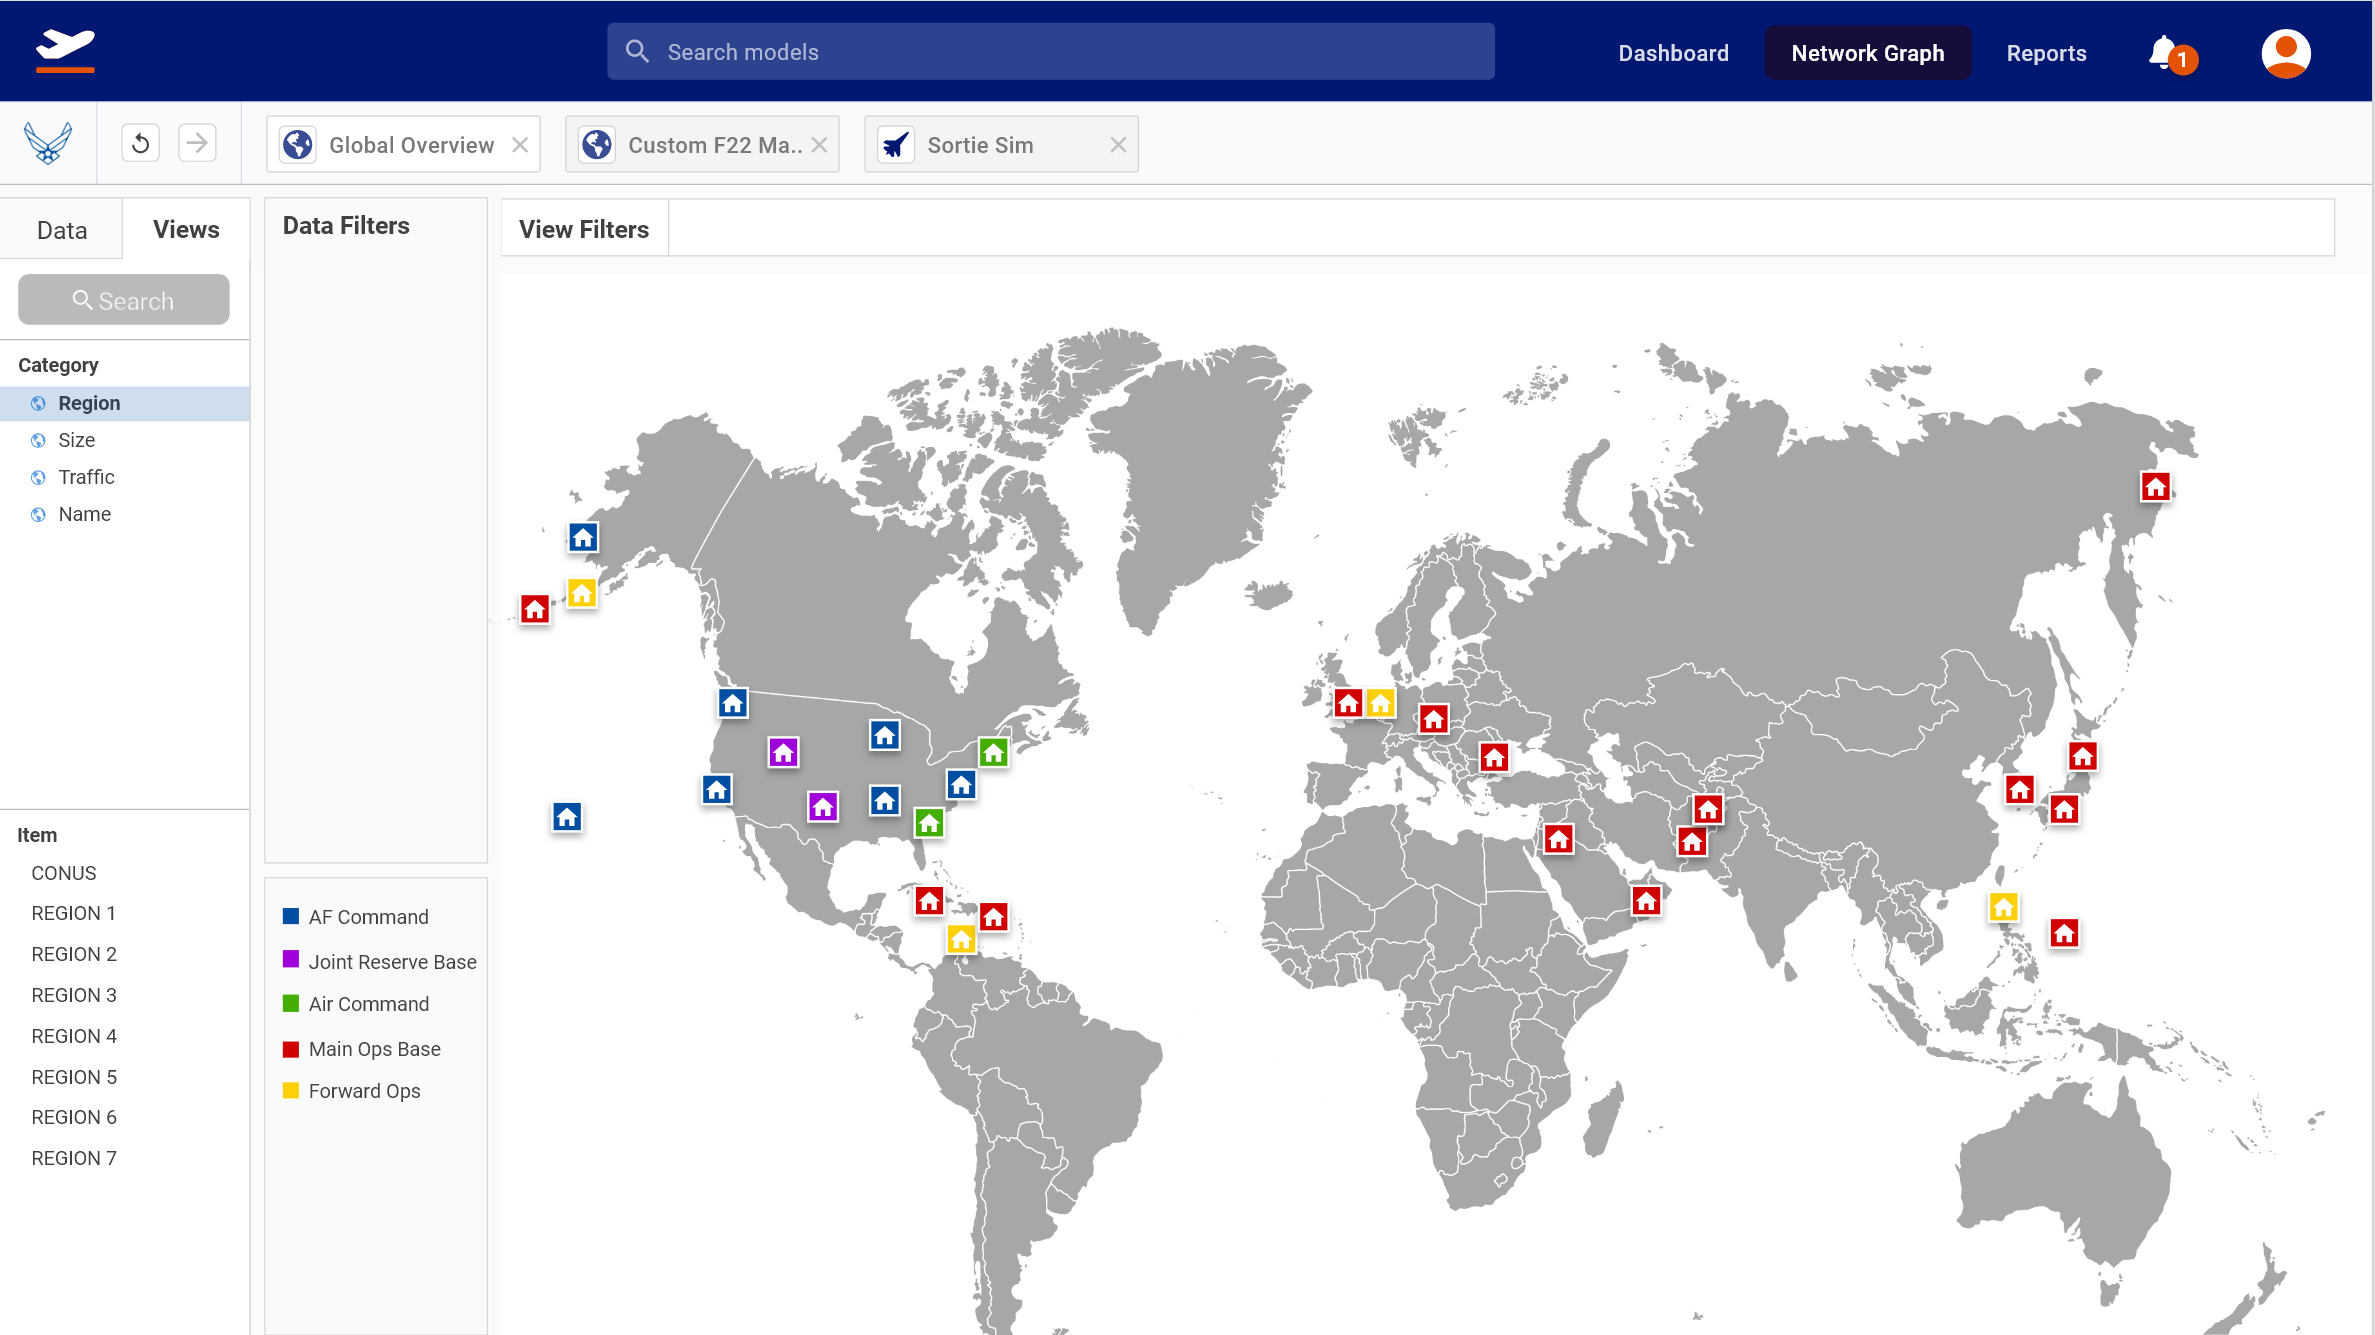 Search models
Dashboard
Network Graph
Reports
1
Global Overview
Custom F22 Ma..
Sortie Sim
Data
Views
Search
Category
Region
Size
Traffic
Name
Item
CONUS
REGION 1
REGION 2
REGION 3
REGION 4
REGION 5
REGION 6
REGION 7
Data Filters
AF Command
Joint Reserve Base
Air Command
Main Ops Base
Forward Ops
View Filters